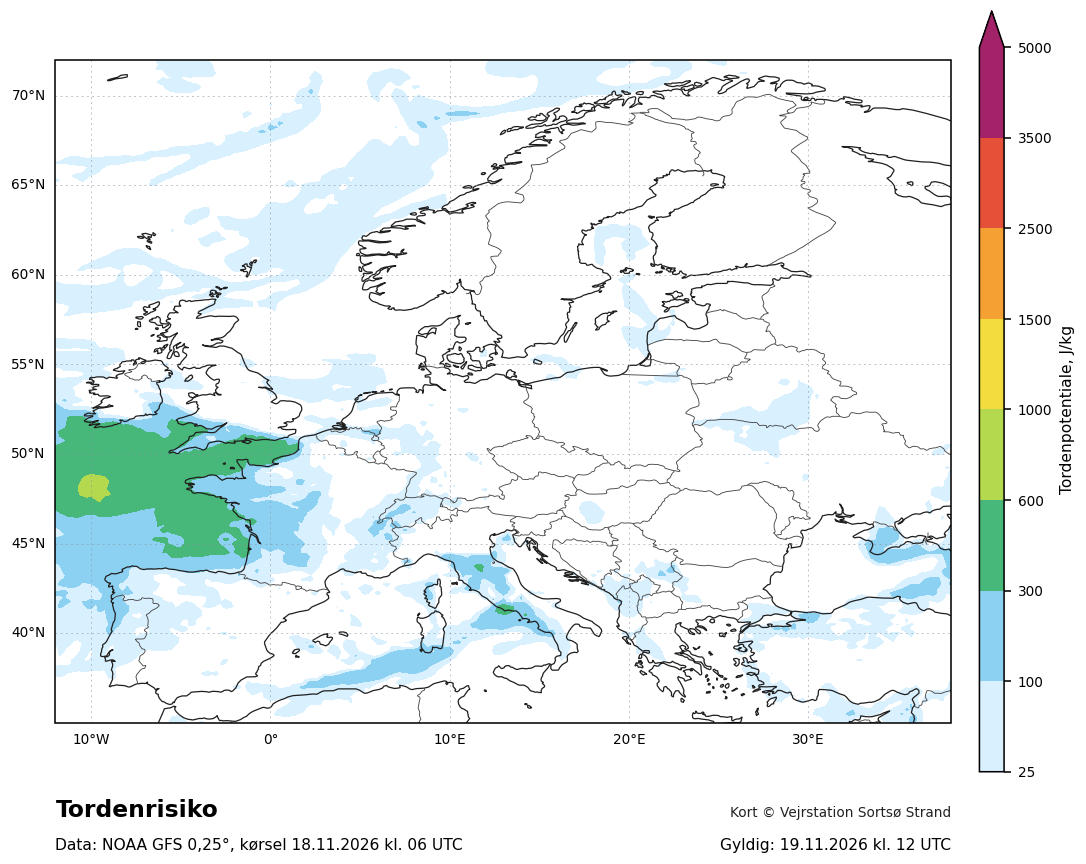 70°N
65°N
60°N
55°N
50°N
45°N
40°N
10°W
0°
10°E
20°E
30°E
5000
3500
2500
1500
1000
600
300
100
25
Tordenpotentiale, J/kg
Tordenrisiko
Kort © Vejrstation Sortsø Strand
Data: NOAA GFS 0,25°, kørsel 18.11.2026 kl. 06 UTC
Gyldig: 19.11.2026 kl. 12 UTC